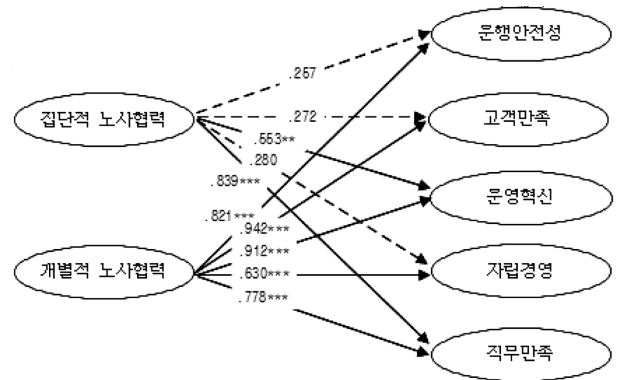 운행안전성
.267
집단적 노사협력
.272
고객만족
.553**
.280
.839***
운영혁신
.821***
.942***
.912***
개별적 노사협력
.630***
자립경영
.778***
직무만족